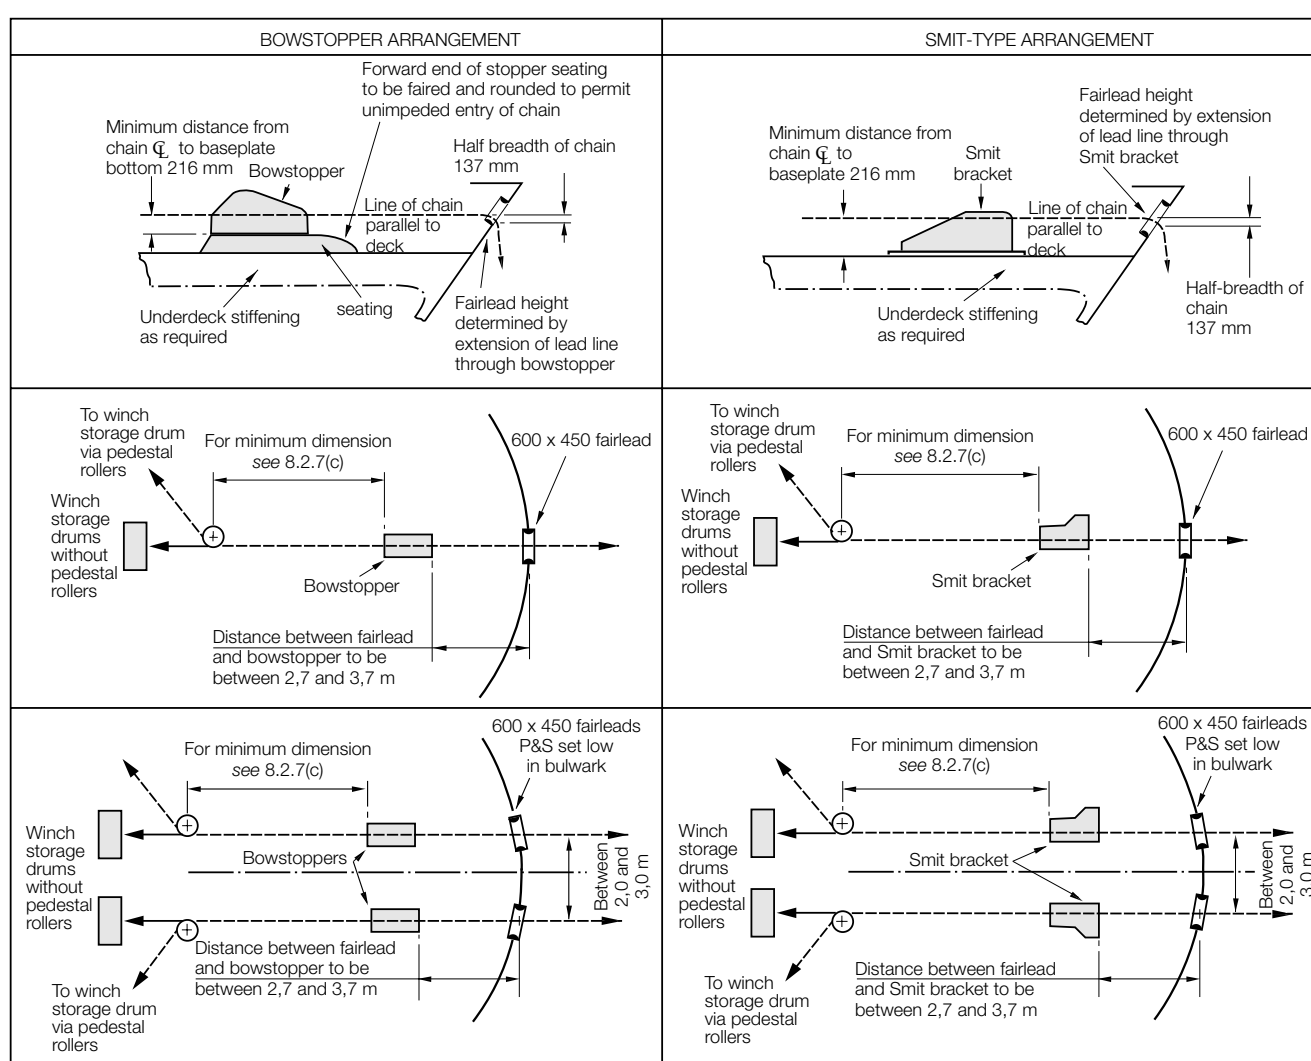 BOWSTOPPER ARRANGEMENT
Forward end of stopper seating
to be faired and rounded to permit
unimpeded entry of chain
Minimum distance from
chain ℄ to baseplate
bottom 216 mm
Bowstopper
Half breadth of chain
137 mm
Line of chain
parallel to
deck
Underdeck stiffening
as required
seating
Fairlead height
determined by
extension of lead line
through bowstopper
SMIT-TYPE ARRANGEMENT
Fairlead height
determined by extension
of lead line through
Smit bracket
Minimum distance from
chain ℄ to
baseplate 216 mm
Smit
bracket
Line of chain
parallel to
deck
Underdeck stiffening
as required
Half-breadth of
chain
137 mm
To winch
storage drum
via pedestal
rollers
For minimum dimension
see 8.2.7(c)
600 x 450 fairlead
Winch
storage
drums
without
pedestal
rollers
Bowstopper
Distance between fairlead
and bowstopper to be
between 2,7 and 3,7 m
To winch
storage drum
via pedestal
rollers
For minimum dimension
see 8.2.7(c)
600 x 450 fairlead
Winch
storage
drums
without
pedestal
rollers
Smit bracket
Distance between fairlead
and Smit bracket to be
between 2,7 and 3,7 m
600 x 450 fairleads
P&S set low
in bulwark
For minimum dimension
see 8.2.7(c)
Winch
storage
drums
without
pedestal
rollers
Bowstoppers
Between
2,0 and
3,0 m
Distance between fairlead
and bowstopper to be
between 2,7 and 3,7 m
To winch
storage drum
via pedestal
rollers
600 x 450 fairleads
P&S set low
in bulwark
For minimum dimension
see 8.2.7(c)
Winch
storage
drums
without
pedestal
rollers
Smit bracket
Between
2,0 and
3,0 m
Distance between fairlead
and Smit bracket to be
between 2,7 and 3,7 m
To winch
storage drum
via pedestal
rollers